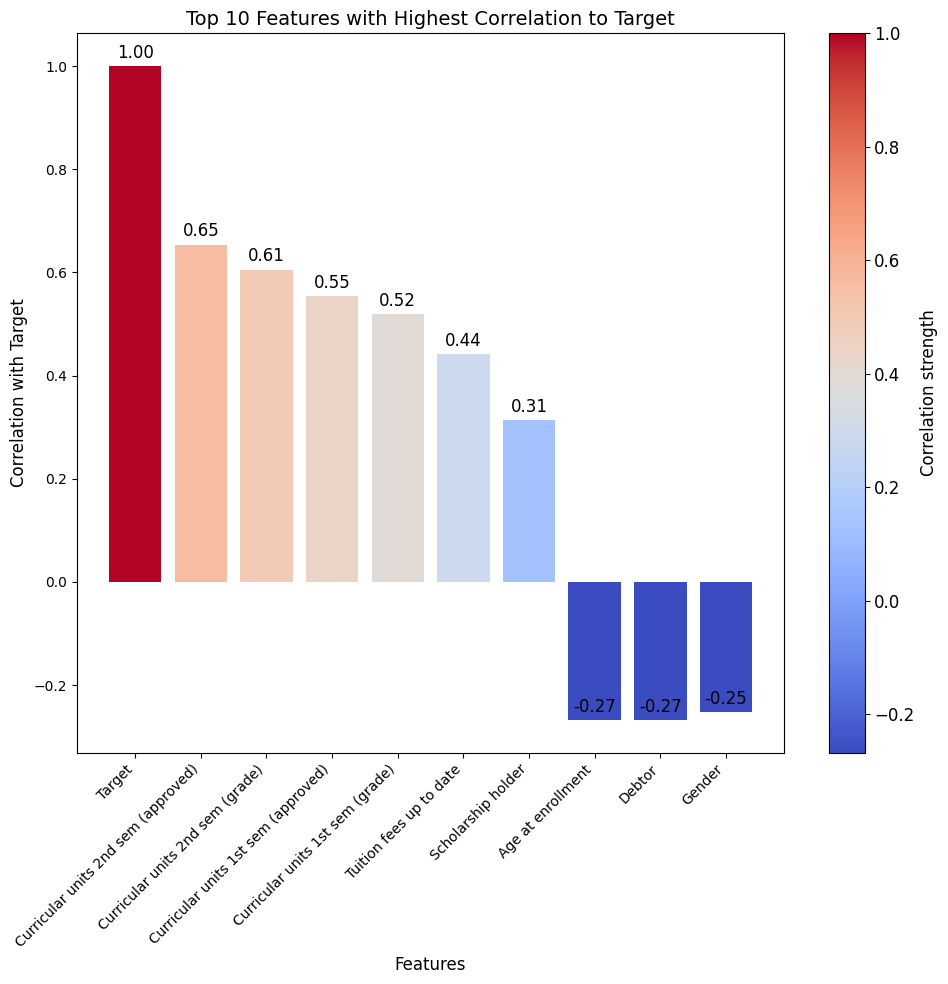 Top 10 Features with Highest Correlation to Target
Correlation with Target
1.0
0.8
0.6
0.4
0.2
0.0
−0.2
1.00
0.65
0.61
0.55
0.52
0.44
0.31
-0.27
-0.27
-0.25
Target
Curricular units 2nd sem (approved)
Curricular units 2nd sem (grade)
Curricular units 1st sem (approved)
Curricular units 1st sem (grade)
Tuition fees up to date
Scholarship holder
Age at enrollment
Debtor
Gender
Features
1.0
0.8
0.6
0.4
0.2
0.0
−0.2
Correlation strength